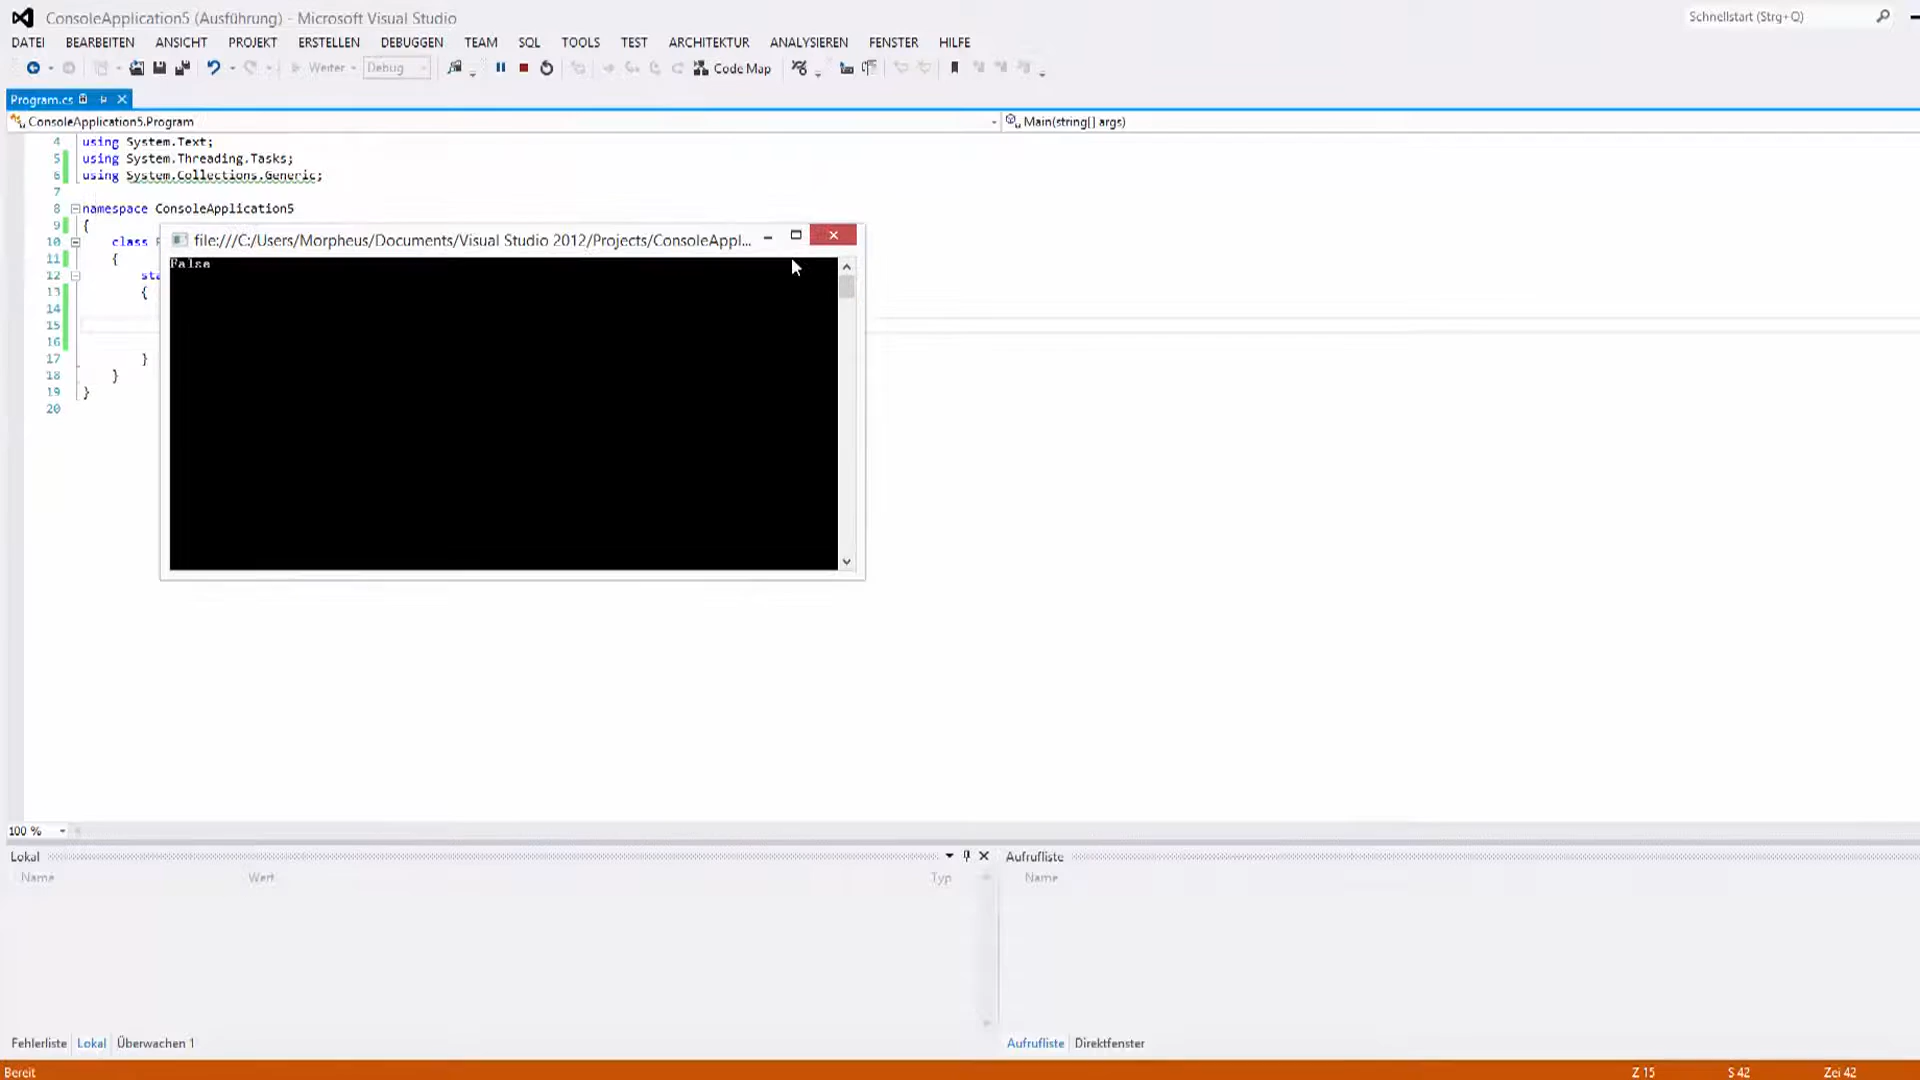 ConsoleApplication5 (Ausführung) - Microsoft Visual Studio
Schnellstart (Strg+Q)
DATEI BEARBEITEN ANSICHT PROJEKT ERSTELLEN DEBUGGEN TEAM SQL TOOLS TEST ARCHITEKTUR ANALYSIEREN FENSTER HILFE
Weiter Debug Code Map
Program.cs
ConsoleApplication5.Program Main(string[] args)
4 using System.Text;
5 using System.Threading.Tasks;
6 using System.Collections.Generic;
7
8 namespace ConsoleApplication5
9 {
10 class
11 {
12 sta
13 {
14
15
16
17 }
18 }
19 }
20
file:///C:/Users/Morpheus/Documents/Visual Studio 2012/Projects/ConsoleAppl...
False
100 %
Lokal
Name Wert Typ
Aufrufliste
Name
Fehlerliste Lokal Überwachen 1
Aufrufliste Direktfenster
Bereit Z 15 S 42 Zei 42